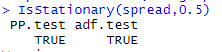 > IsStationary(spread,0.5)
PP.test adf.test
TRUE TRUE